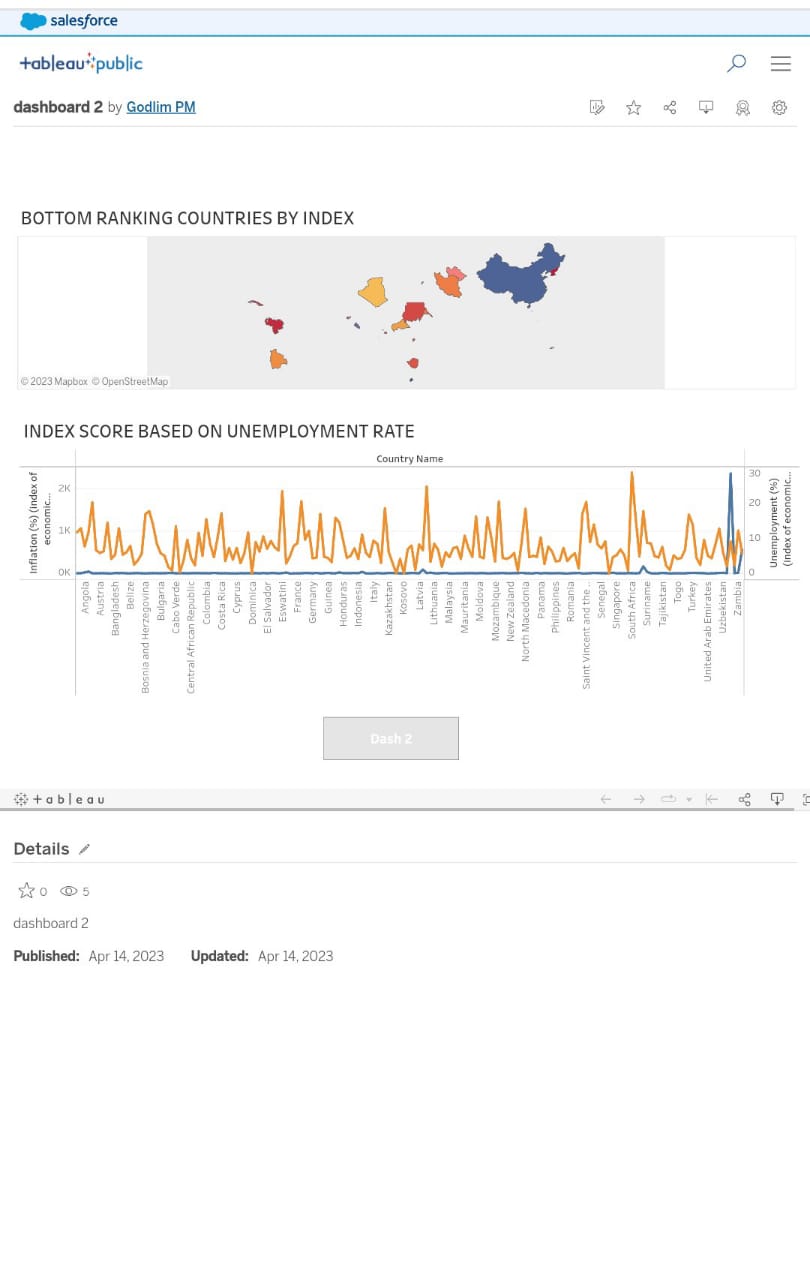 salesforce
+ableau public
dashboard 2 by Godlim PM
BOTTOM RANKING COUNTRIES BY INDEX
© 2023 Mapbox © OpenStreetMap
INDEX SCORE BASED ON UNEMPLOYMENT RATE
Country Name
Inflation (%) (Index of
economic...
2K
1K
0K
30
20
10
0
Unemployment (%)
(Index of economic...
Angola
Austria
Bangladesh
Belize
Bosnia and Herzegovina
Bulgaria
Cabo Verde
Central African Republic
Colombia
Costa Rica
Cyprus
Dominica
El Salvador
Eswatini
France
Germany
Guinea
Honduras
Indonesia
Italy
Kazakhstan
Kosovo
Latvia
Lithuania
Malaysia
Mauritania
Moldova
Mozambique
New Zealand
North Macedonia
Panama
Philippines
Romania
Saint Vincent and the ..
Senegal
Singapore
South Africa
Suriname
Tajikistan
Togo
Turkey
United Arab Emirates
Uzbekistan
Zambia
Dash 2
+ableau
Details
0 5
dashboard 2
Published: Apr 14, 2023 Updated: Apr 14, 2023